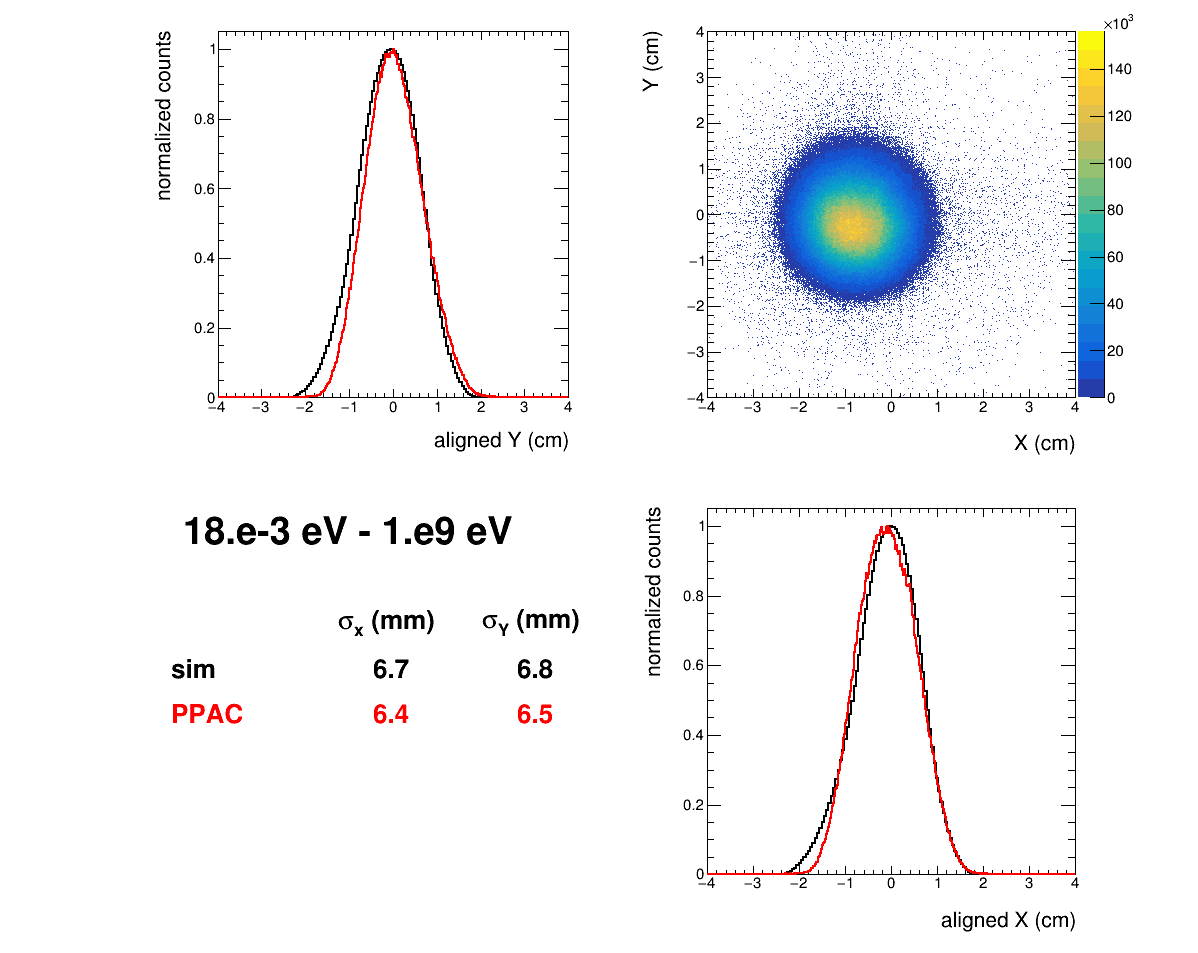 normalized counts
1
0.8
0.6
0.4
0.2
0
−4 −3 −2 −1 0 1 2 3 4
aligned Y (cm)
Y (cm)
4
3
2
1
0
−1
−2
−3
−4
−4 −3 −2 −1 0 1 2 3 4
X (cm)
×10³
140
120
100
80
60
40
20
0
18.e-3 eV - 1.e9 eV
σx (mm) σY (mm)
sim 6.7 6.8
PPAC 6.4 6.5
normalized counts
1
0.8
0.6
0.4
0.2
0
−4 −3 −2 −1 0 1 2 3 4
aligned X (cm)